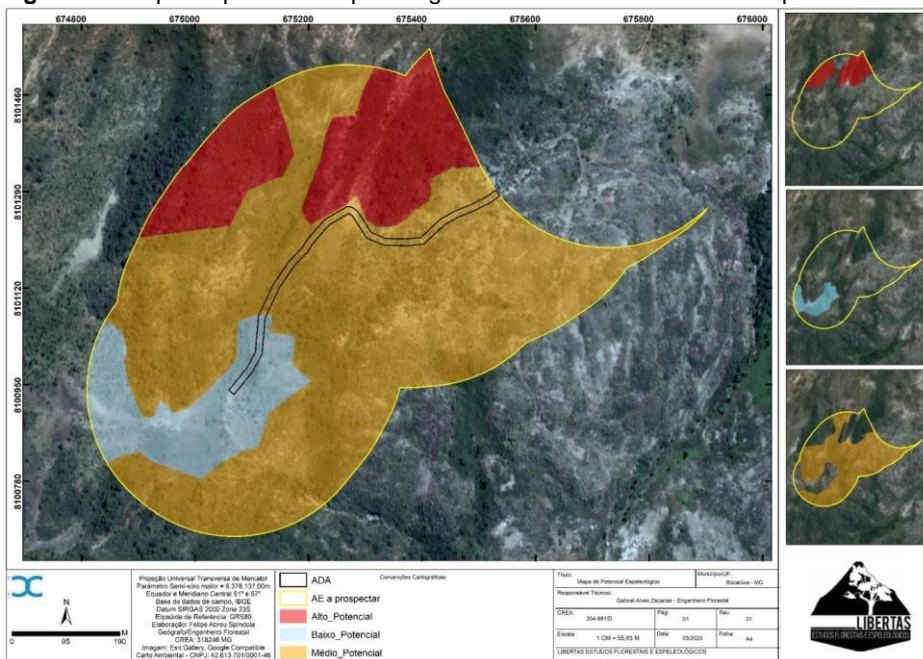 674800 675000 675200 675400 675600 675800 676000
8101460
8101290
8101120
8100950
8100780
N
0 95 190
M
Projeção Universal Transversa de Mercator
Parâmetro Semi-eixo maior = 6.378.137,00m
Equador e Meridiano Central 51° e 57°
Base de dados de campo, IBGE
Datum SIRGAS 2000 Zona 23S
Elipsóide de Referência: GRS80
Elaboração: Felipe Abreu Spíndola
Geógrafo/Engenheiro Florestal
CREA: 316246 MG
Imagem: Esri Gallery, Google Compatible
Carto Ambiental - CNPJ: 42.613.701/0001-46
Convenções Cartográficas
ADA
AE a prospectar
Alto_Potencial
Baixo_Potencial
Médio_Potencial
Título: Município/UF:
Mapa de Potencial Espeleológico Bocaiúva - MG
Responsável Técnico:
Gabriel Alves Zacarias - Engenheiro Florestal
CREA: Pág: Rev:
204.681/D 01 01
Escala: Data: Folha:
1 CM = 55,63 M 03/2023 A4
LIBERTAS ESTUDOS FLORESTAIS E ESPELEOLÓGICOS
LIBERTAS
ESTUDOS FLORESTAIS E ESPELEOLÓGICOS